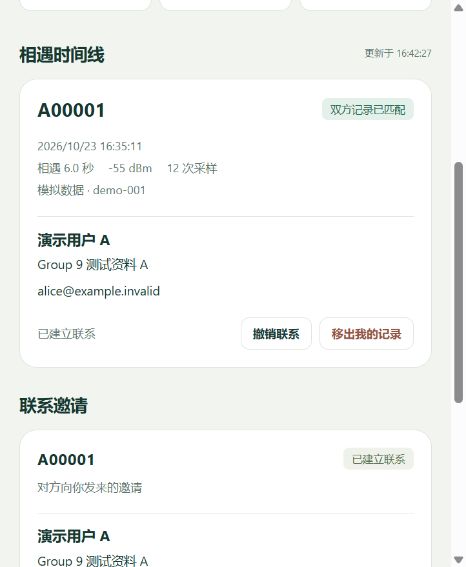 相遇时间线
更新于 16:42:27
A00001
双方记录已匹配
2026/10/23 16:35:11
相遇 6.0 秒 -55 dBm 12 次采样
模拟数据 · demo-001
演示用户 A
Group 9 测试资料 A
alice@example.invalid
已建立联系
撤销联系
移出我的记录
联系邀请
A00001
已建立联系
对方向你发来的邀请
演示用户 A
Group 9 测试资料 A